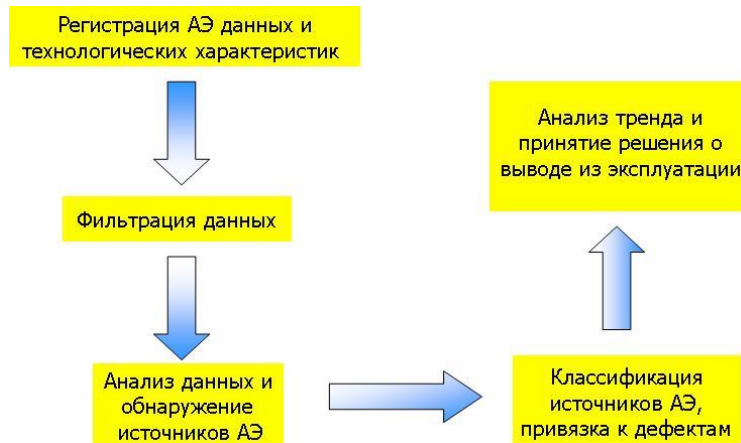 Регистрация АЭ данных и
технологических характеристик
Фильтрация данных
Анализ данных и
обнаружение
источников АЭ
Классификация
источников АЭ,
привязка к дефектам
Анализ тренда и
принятие решения о
выводе из эксплуатации